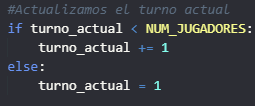 #Actualizamos el turno actual
if turno_actual < NUM_JUGADORES:
    turno_actual += 1
else:
    turno_actual = 1